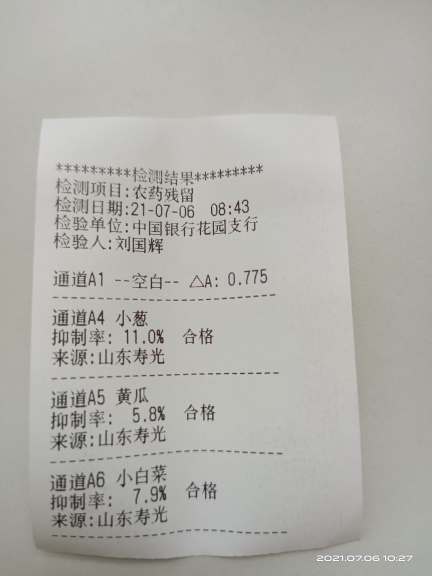 *********检测结果*********
检测项目:农药残留
检测日期:21-07-06 08:43
检验单位:中国银行花园支行
检验人:刘国辉
通道A1 --空白-- △A: 0.775
通道A4 小葱
抑制率: 11.0% 合格
来源:山东寿光
通道A5 黄瓜
抑制率: 5.8% 合格
来源:山东寿光
通道A6 小白菜
抑制率: 7.9% 合格
来源:山东寿光
2021.07.06 10:27